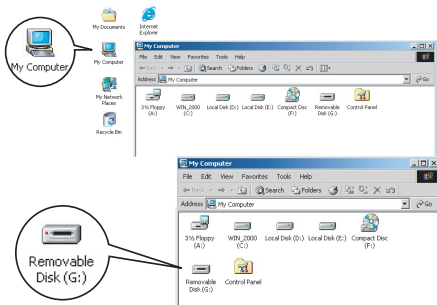 My Documents
Internet
Explorer
My Computer
My Computer
My Network
Places
Recycle Bin
My Computer
File Edit View Favorites Tools Help
Back Search Folders
Address My Computer Go
3½ Floppy
(A:)
WIN_2000
(C:)
Local Disk (D:)
Local Disk (E:)
Compact Disc
(F:)
Removable
Disk (G:)
Control Panel
My Computer
File Edit View Favorites Tools Help
Back Search Folders
Address My Computer Go
3½ Floppy
(A:)
WIN_2000
(C:)
Local Disk (D:)
Local Disk (E:)
Compact Disc
(F:)
Removable
Disk (G:)
Control Panel
Removable
Disk (G:)